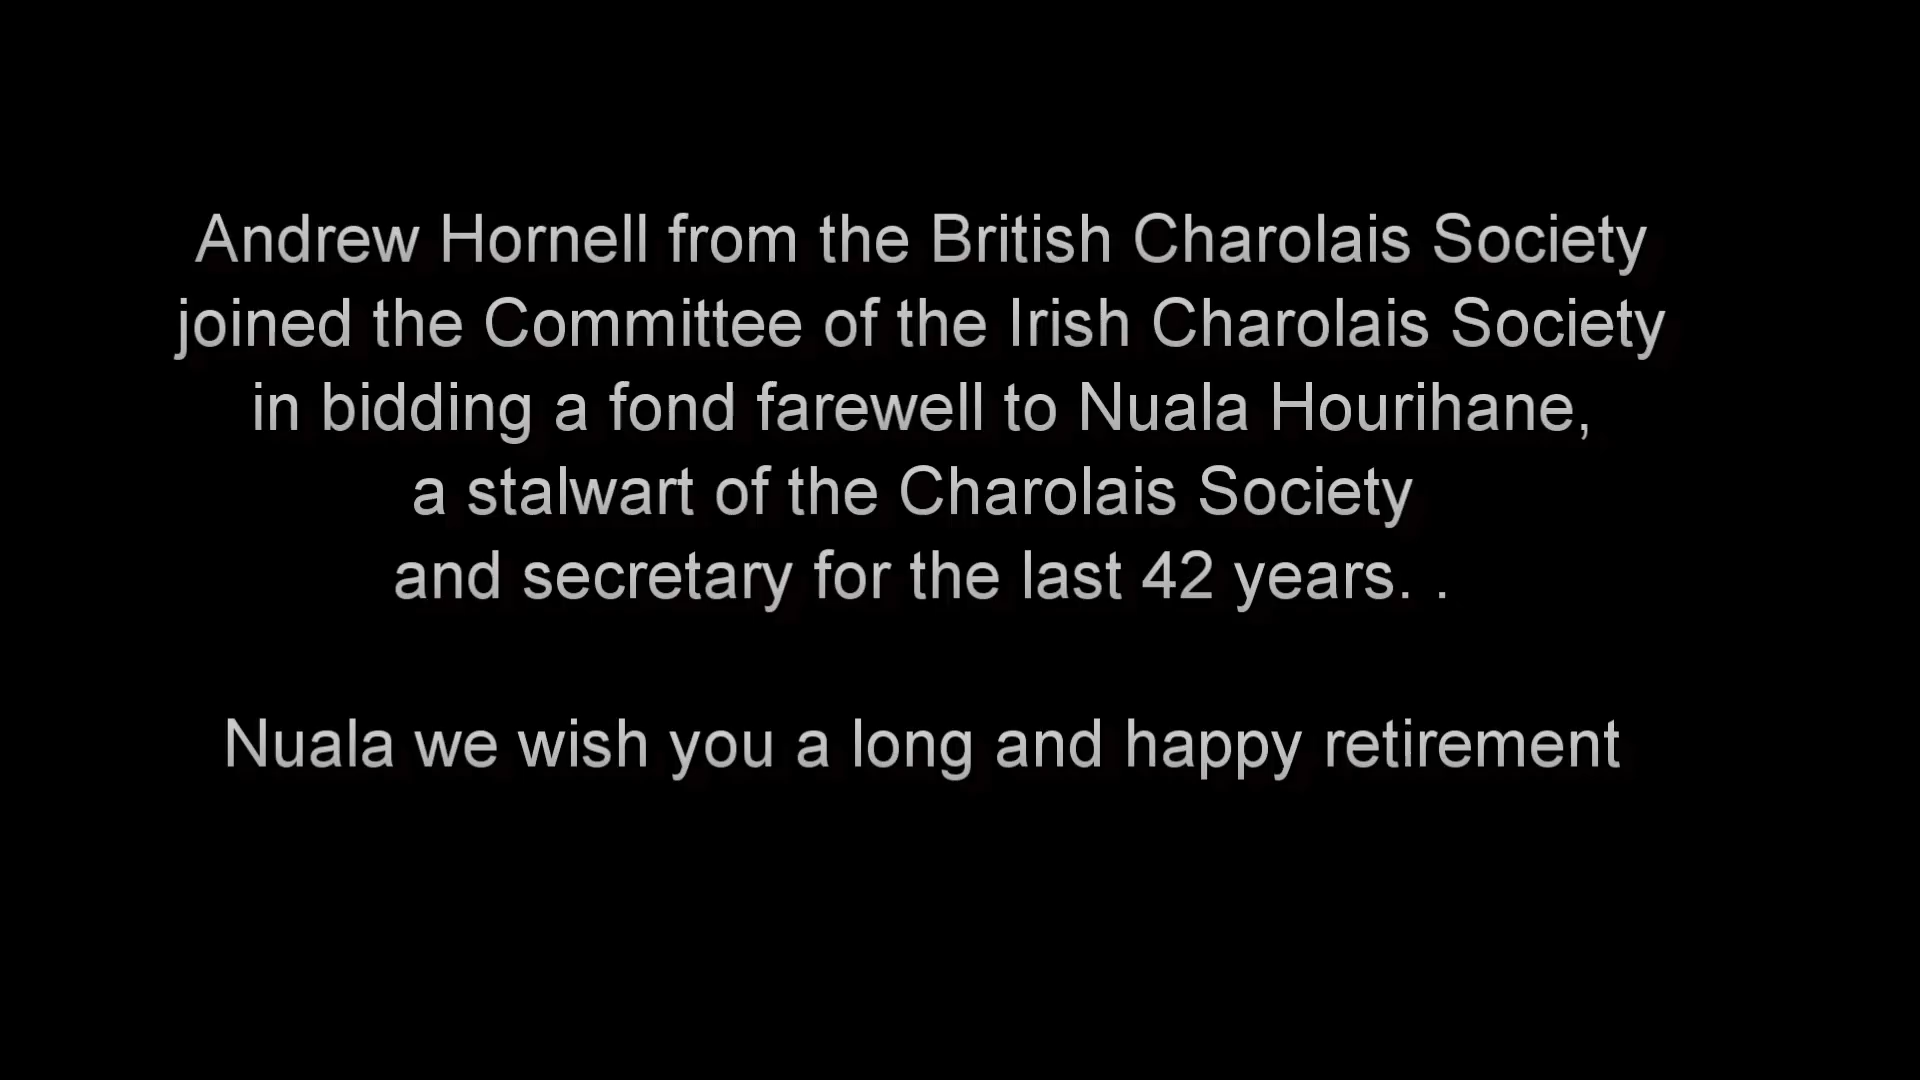 Andrew Hornell from the British Charolais Society
joined the Committee of the Irish Charolais Society
in bidding a fond farewell to Nuala Hourihane,
a stalwart of the Charolais Society
and secretary for the last 42 years. .
Nuala we wish you a long and happy retirement